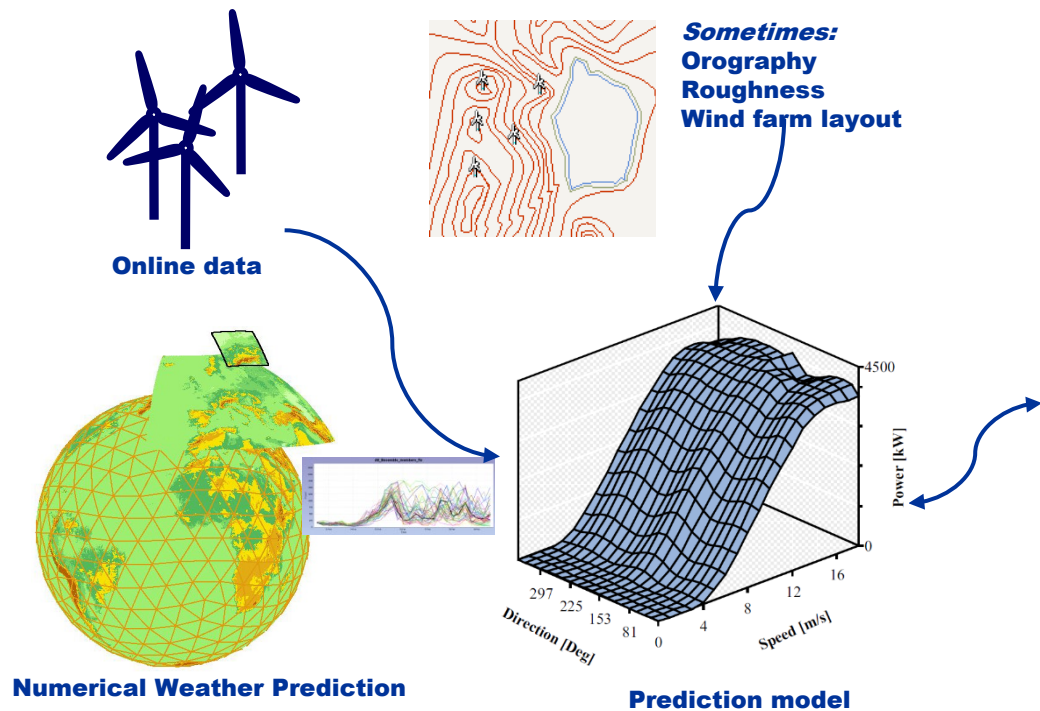 Sometimes:
Orography
Roughness
Wind farm layout
Online data
Numerical Weather Prediction
4500
0
Power [kW]
297
225
153
81
0
4
8
12
16
Direction [Deg]
Speed [m/s]
Prediction model